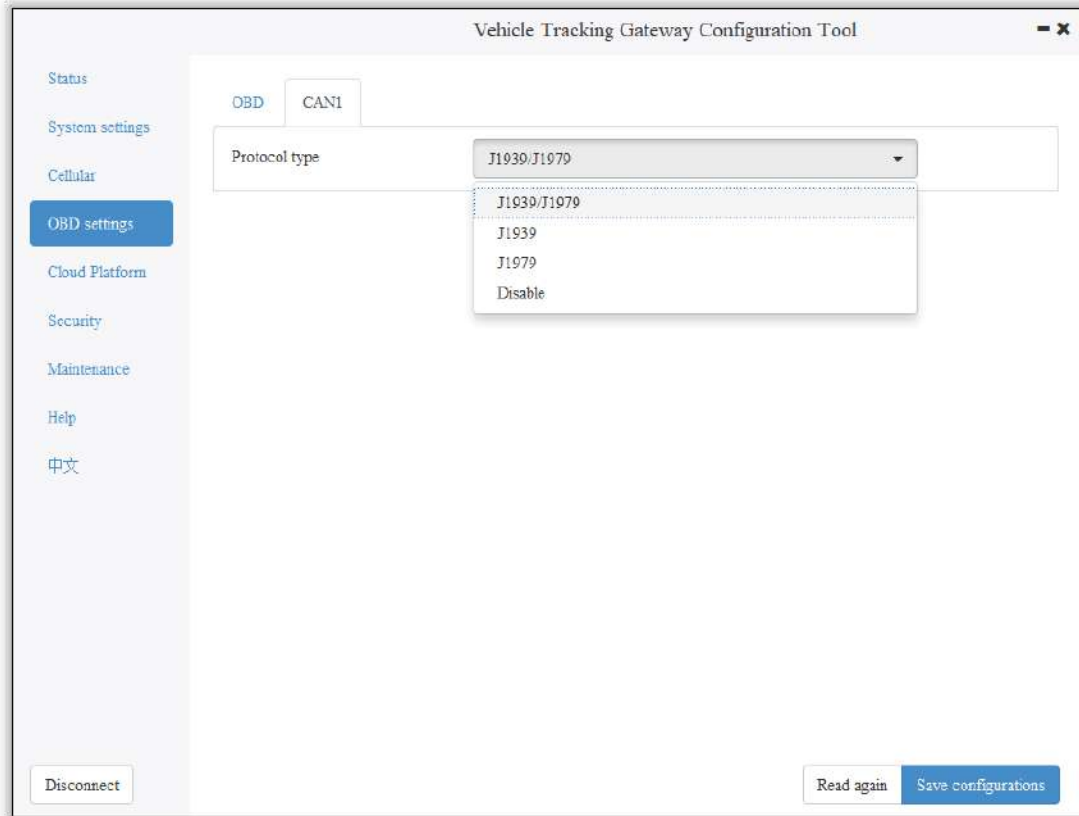 Vehicle Tracking Gateway Configuration Tool
Status
System settings
Cellular
OBD settings
Cloud Platform
Security
Maintenance
Help
中文
Disconnect
OBD CAN1
Protocol type J1939/J1979
J1939/J1979
J1939
J1979
Disable
Read again Save configurations